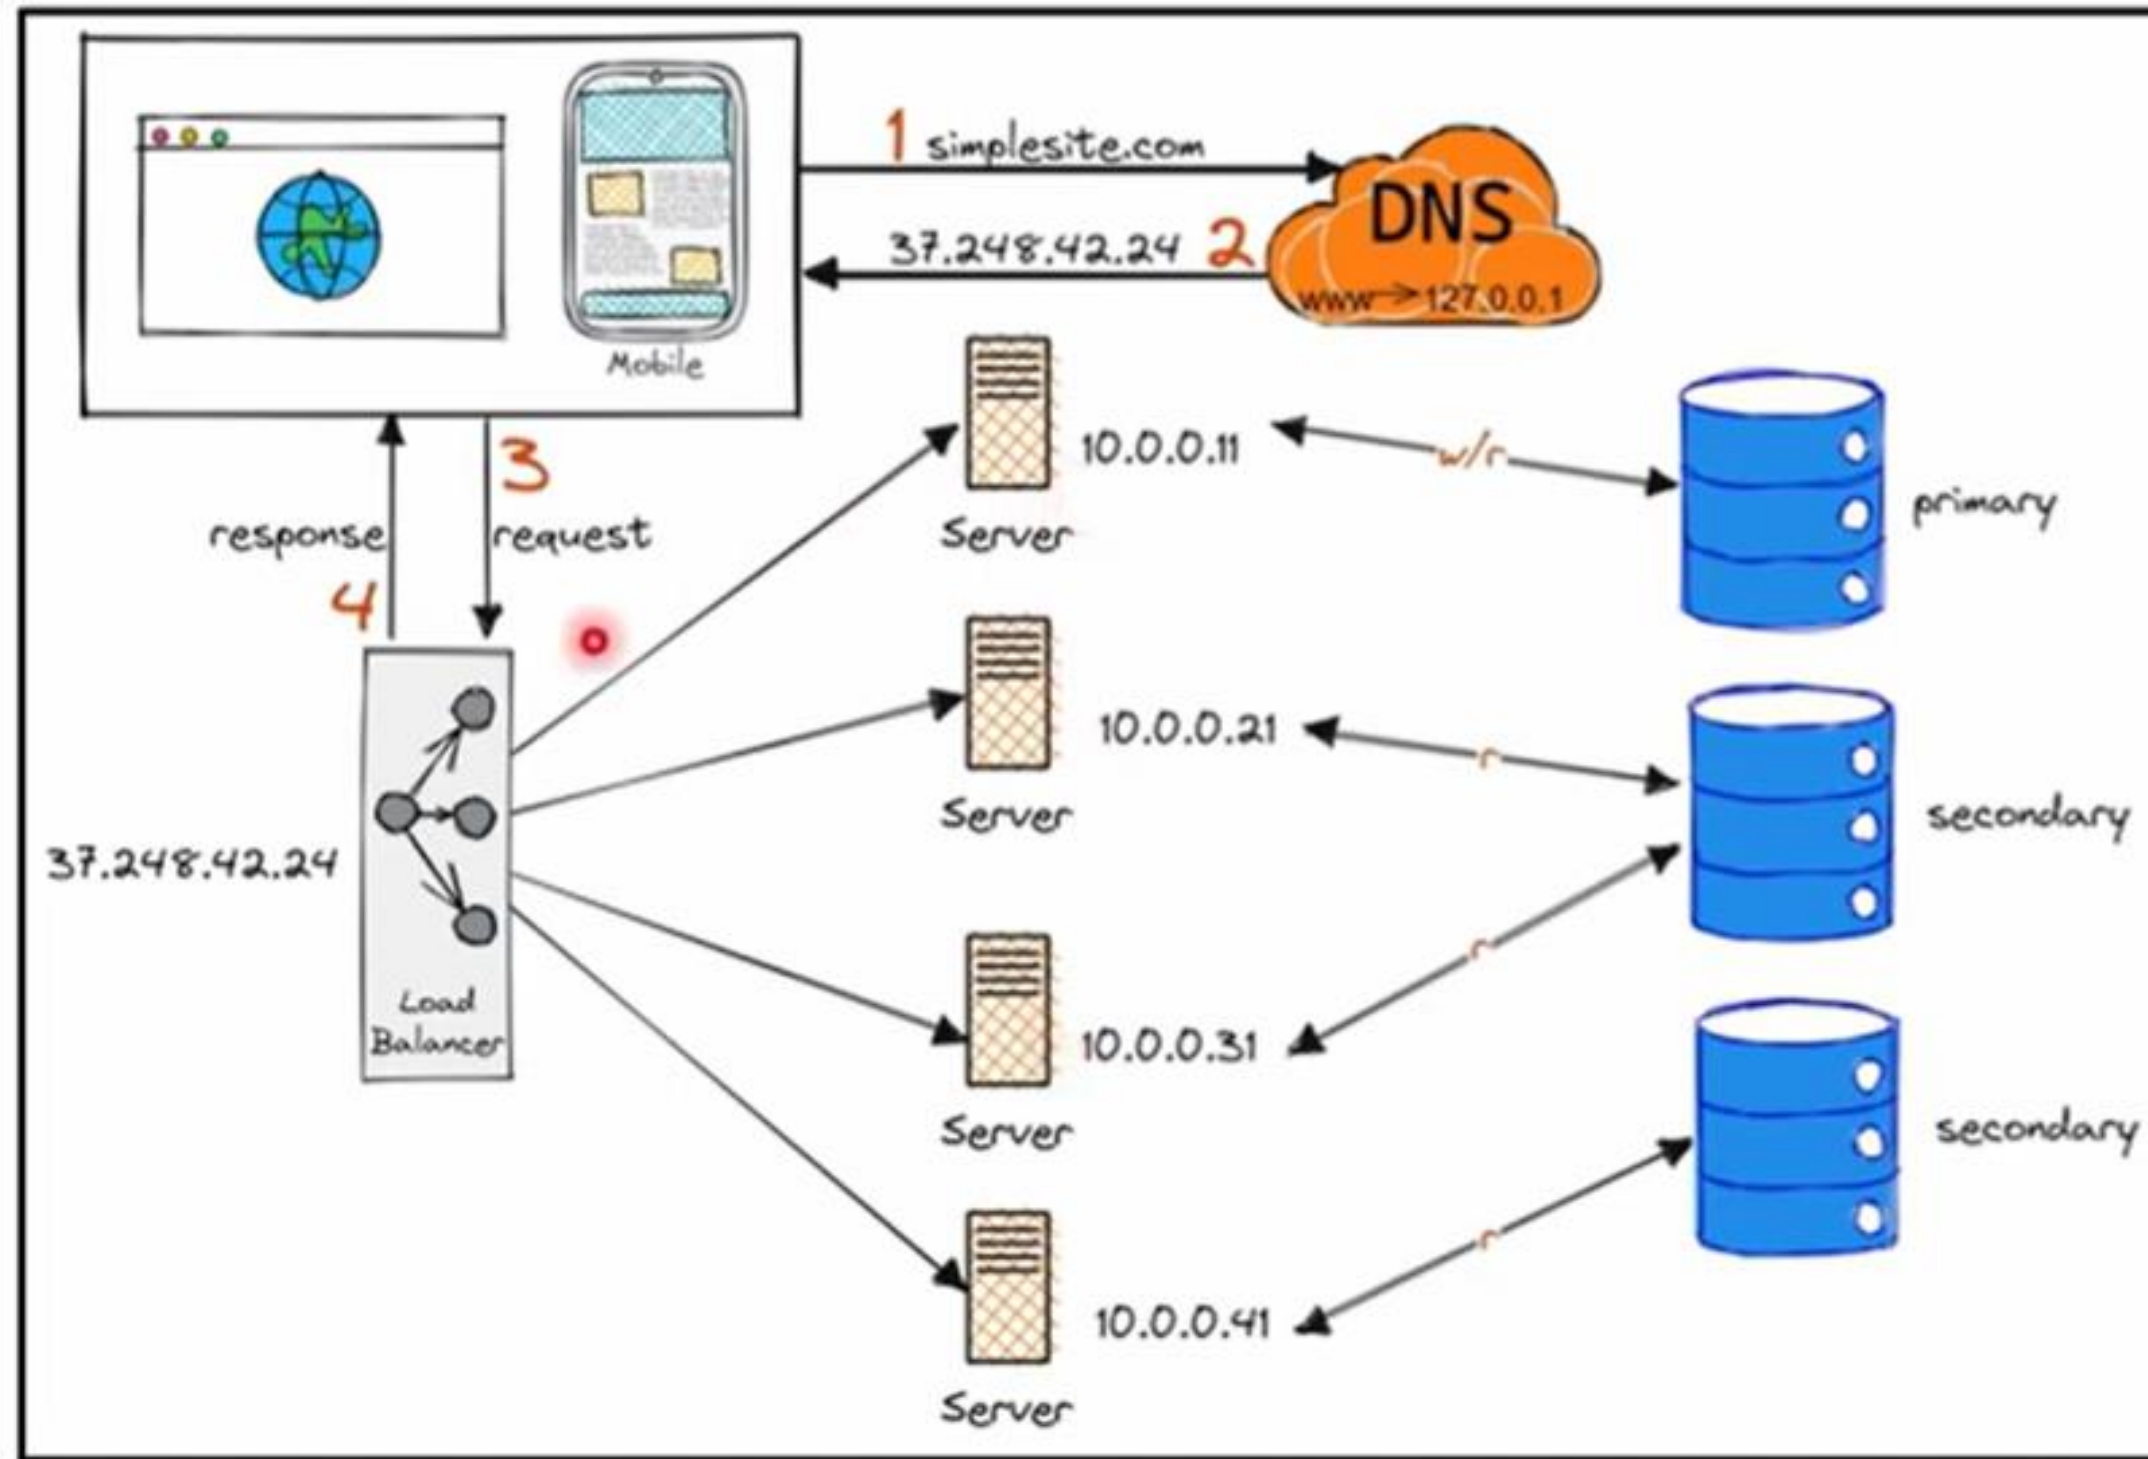 1 simplesite.com
DNS
37.248.42.24 2
www→127.0.0.1
Mobile
3
response
request
4
10.0.0.11
w/r
primary
Server
10.0.0.21
r
secondary
Server
37.248.42.24
Load
Balancer
r
10.0.0.31
Server
secondary
r
10.0.0.41
Server